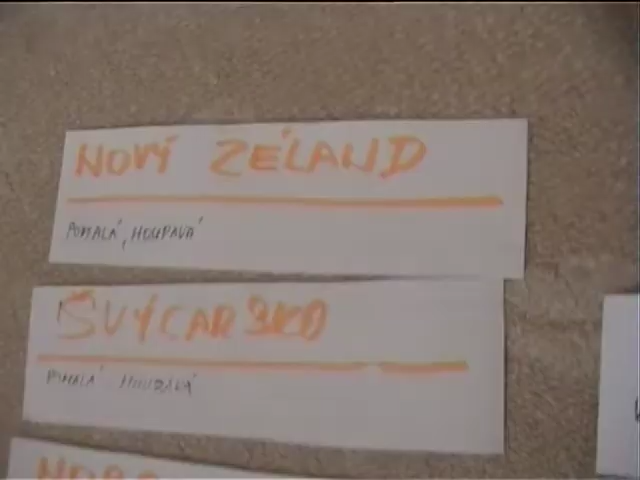 NOVÝ ZÉLAND
POMALÁ, HOUPAVÁ
ŠVÝCARSKO
POMALÁ HOUPAVÁ